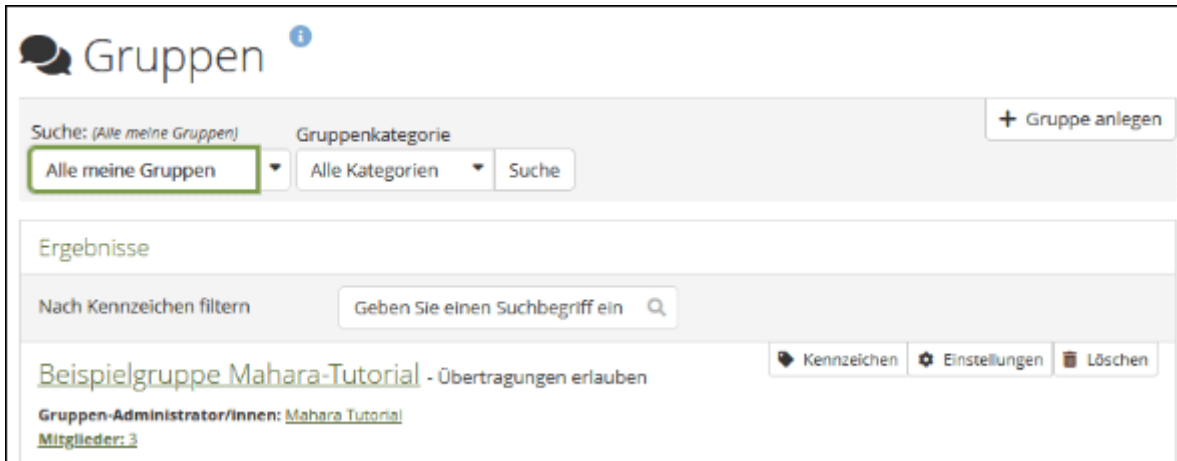 Gruppen
+ Gruppe anlegen
Suche: (Alle meine Gruppen) Gruppenkategorie
Alle meine Gruppen Alle Kategorien Suche
Ergebnisse
Nach Kennzeichen filtern Geben Sie einen Suchbegriff ein
Kennzeichen Einstellungen Löschen
Beispielgruppe Mahara-Tutorial - Übertragungen erlauben
Gruppen-Administrator/innen: Mahara Tutorial
Mitglieder: 3